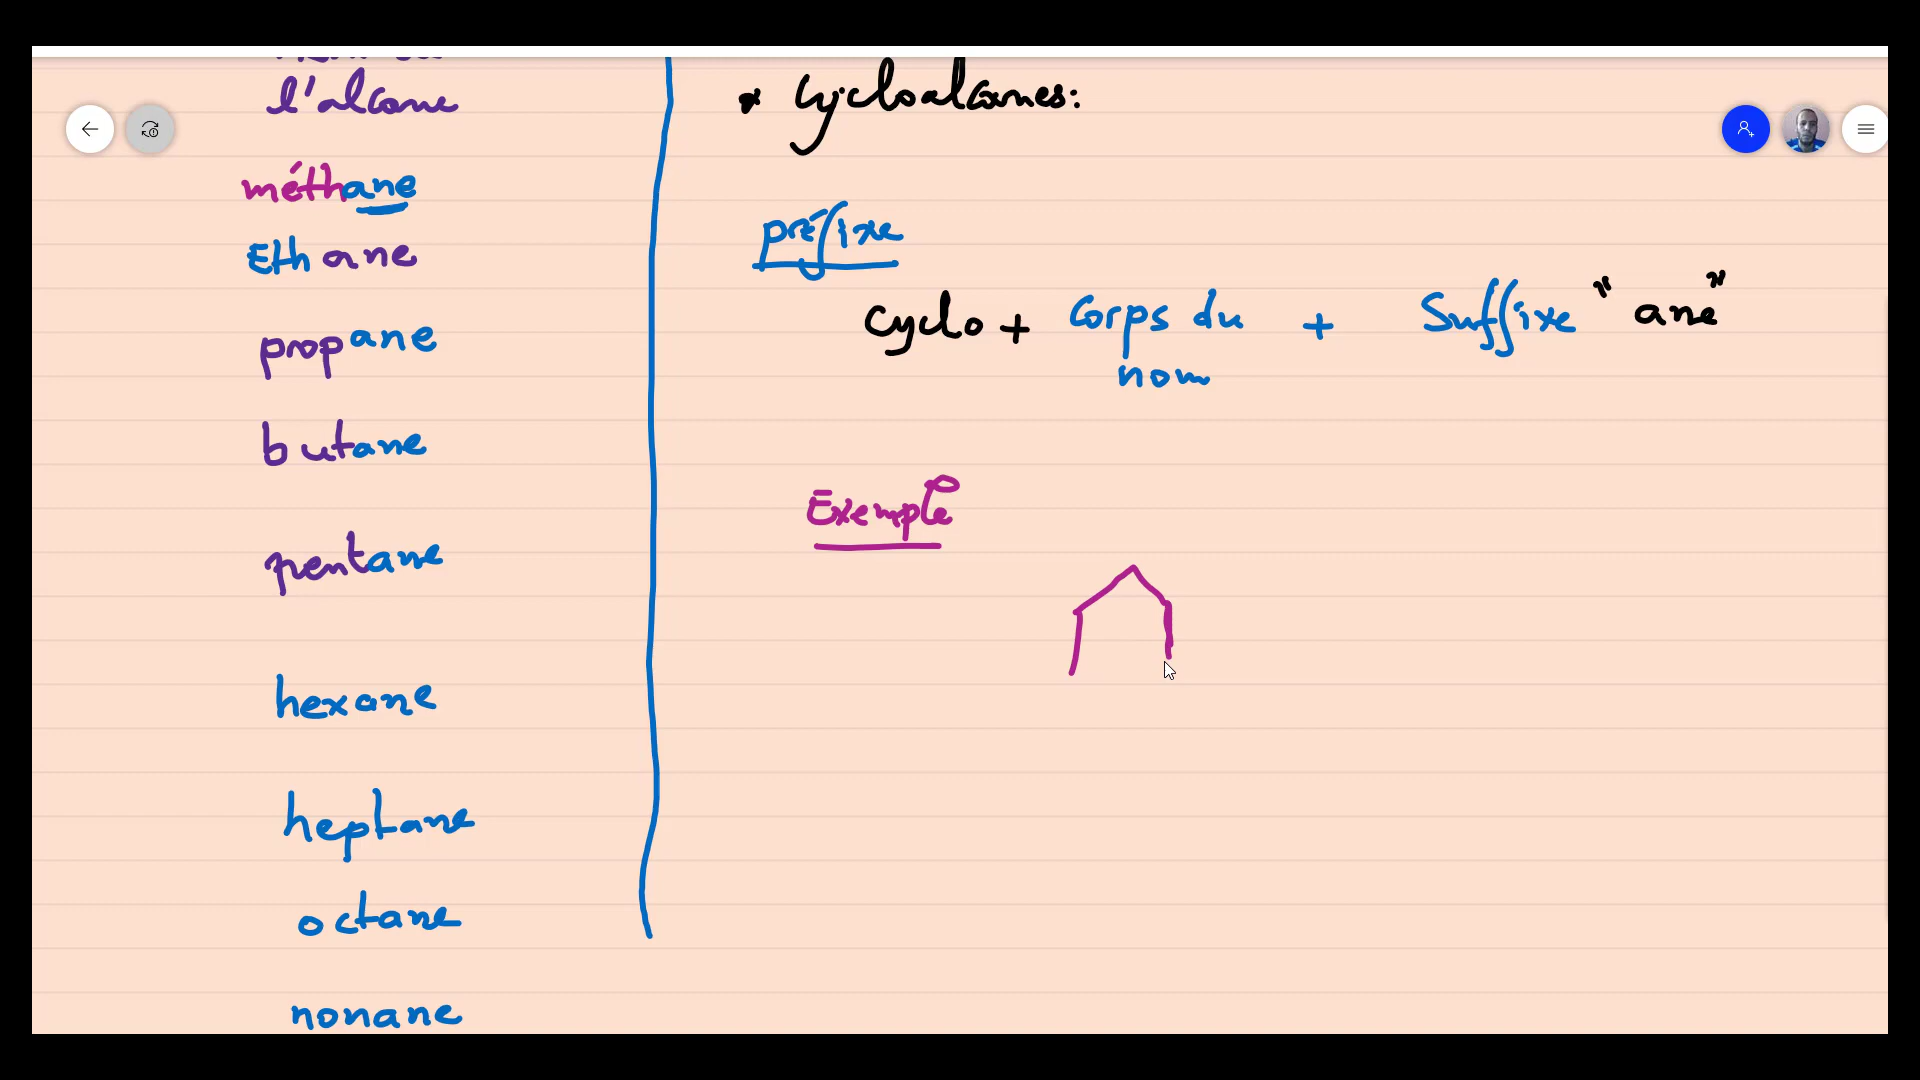 l'alcane
méthane
Ethane
propane
butane
pentane
hexane
heptane
octane
nonane
* Cycloalcanes:
préfixe
cyclo + Corps du + Suffixe "ane"
nom
Exemple